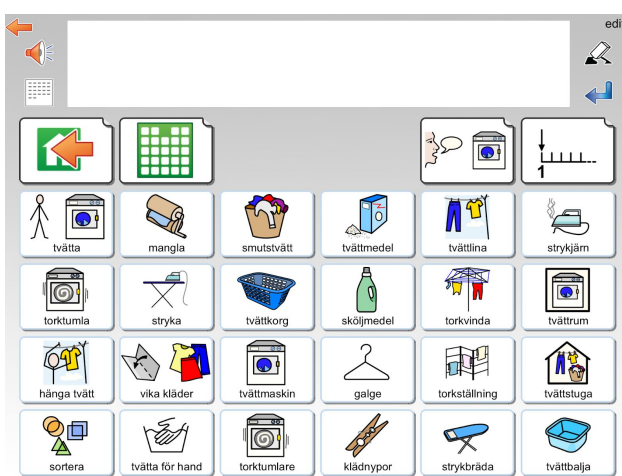 edi
1
tvätta
mangla
smutstvätt
tvättmedel
tvättlina
strykjärn
torktumla
stryka
tvättkorg
sköljmedel
torkvinda
tvättrum
hänga tvätt
vika kläder
tvättmaskin
galge
torkställning
tvättstuga
sortera
tvätta för hand
torktumlare
klädnypor
strykbräda
tvättbalja